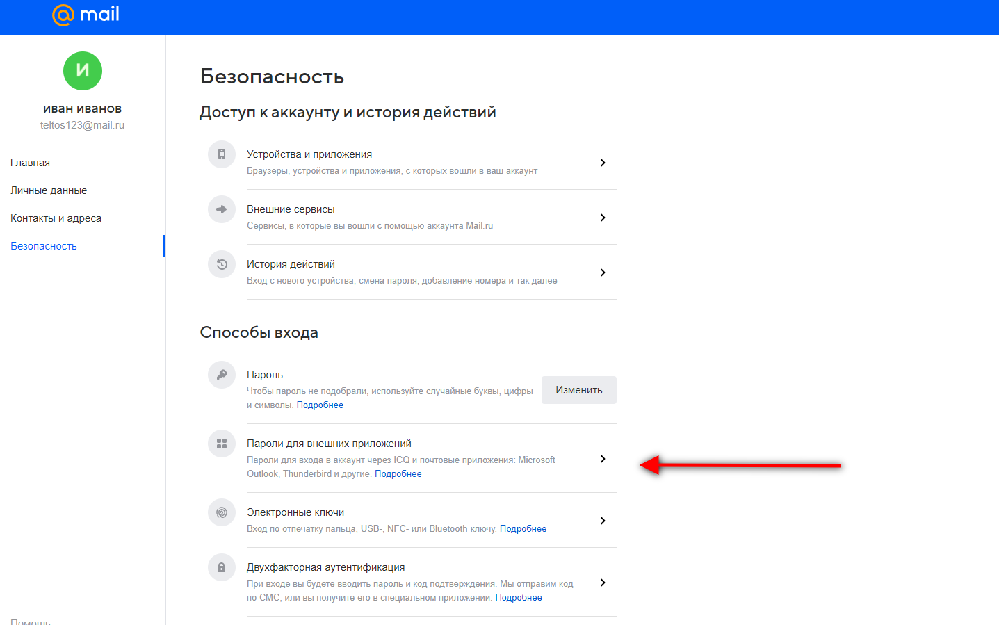 @ mail
И
иван иванов
teltos123@mail.ru
Главная
Личные данные
Контакты и адреса
Безопасность
Помощь
Безопасность
Доступ к аккаунту и история действий
Устройства и приложения
Браузеры, устройства и приложения, с которых вошли в ваш аккаунт
Внешние сервисы
Сервисы, в которые вы вошли с помощью аккаунта Mail.ru
История действий
Вход с нового устройства, смена пароля, добавление номера и так далее
Способы входа
Пароль
Чтобы пароль не подобрали, используйте случайные буквы, цифры
и символы. Подробнее
Изменить
Пароли для внешних приложений
Пароли для входа в аккаунт через ICQ и почтовые приложения: Microsoft
Outlook, Thunderbird и другие. Подробнее
Электронные ключи
Вход по отпечатку пальца, USB-, NFC- или Bluetooth-ключу. Подробнее
Двухфакторная аутентификация
При входе вы будете вводить пароль и код подтверждения. Мы отправим код
по СМС, или вы получите его в специальном приложении. Подробнее